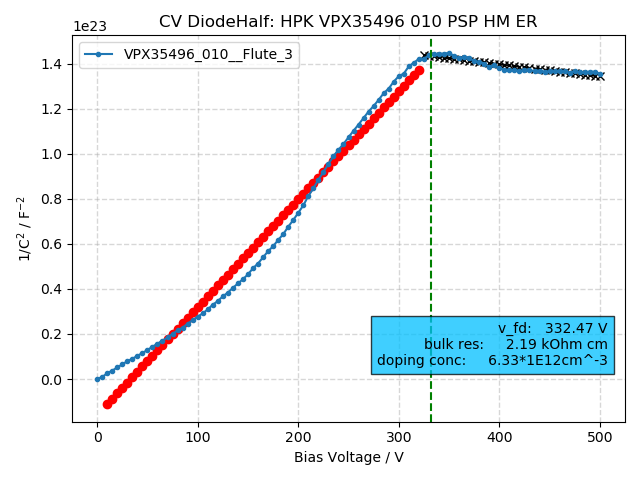 CV DiodeHalf: HPK VPX35496 010 PSP HM ER
1e23
VPX35496_010__Flute_3
1.4
1.2
1.0
0.8
0.6
0.4
0.2
0.0
1/C² / F⁻²
v_fd: 332.47 V
bulk res: 2.19 kOhm cm
doping conc: 6.33*1E12cm^-3
0 100 200 300 400 500
Bias Voltage / V